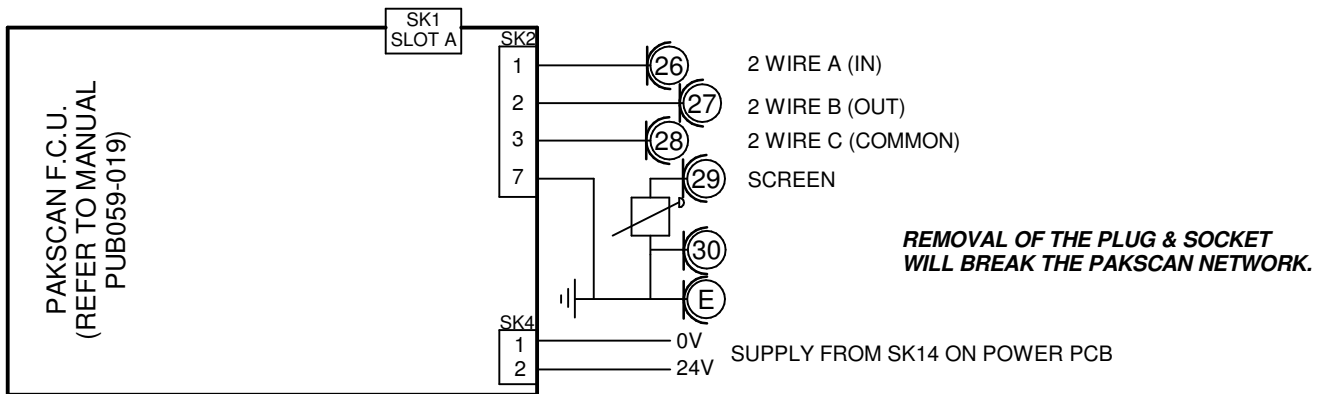 SK1
SLOT A
SK2
1
26
2 WIRE A (IN)
2
27
2 WIRE B (OUT)
3
28
2 WIRE C (COMMON)
7
29
SCREEN
PAKSCAN F.C.U.
(REFER TO MANUAL
PUB059-019)
REMOVAL OF THE PLUG & SOCKET
WILL BREAK THE PAKSCAN NETWORK.
30
E
SK4
1
0V
2
24V
SUPPLY FROM SK14 ON POWER PCB